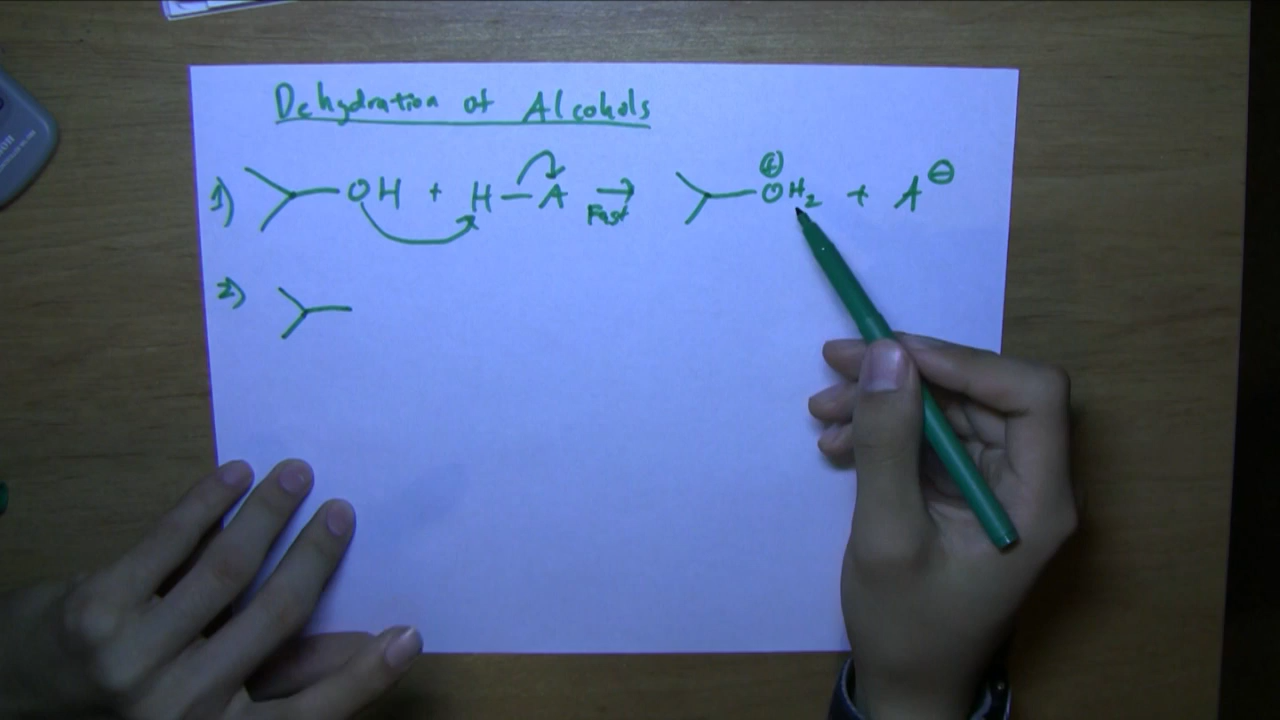 Dehydration of Alcohols
1) OH + H-A → Fast ⊕ OH2 + A ⊖
2)